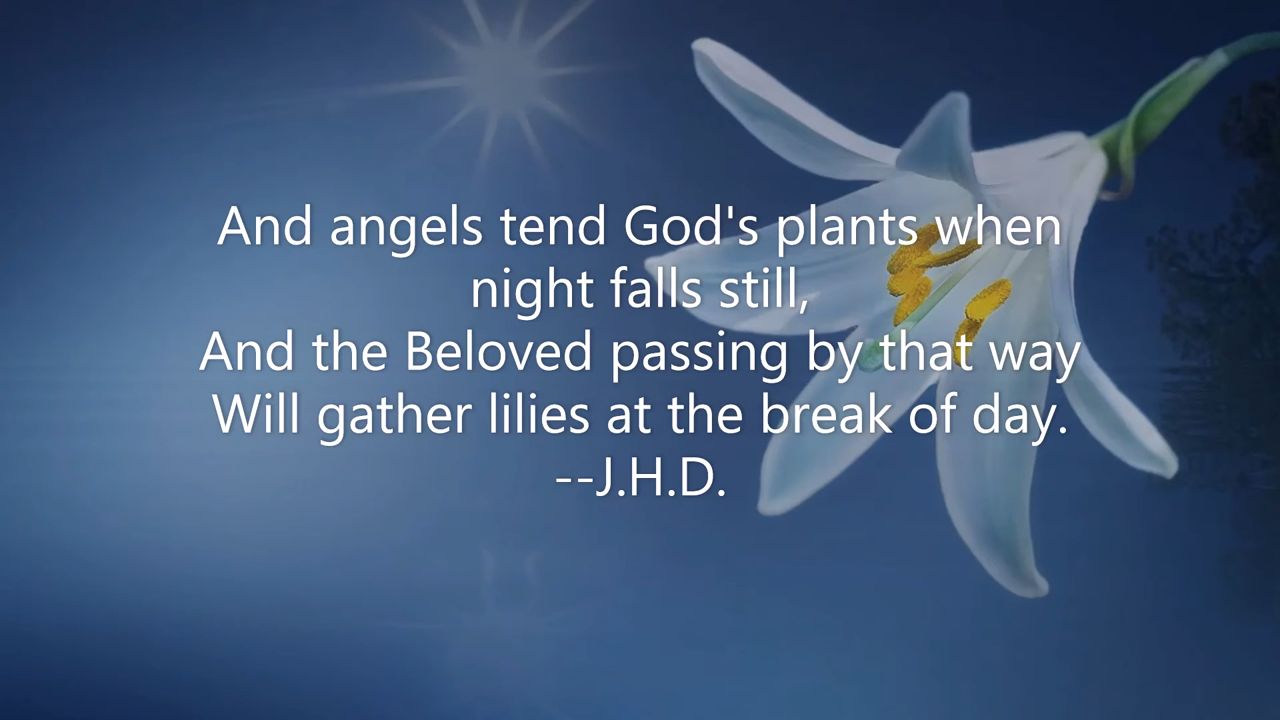 And angels tend God's plants when
night falls still,
And the Beloved passing by that way
Will gather lilies at the break of day.
--J.H.D.